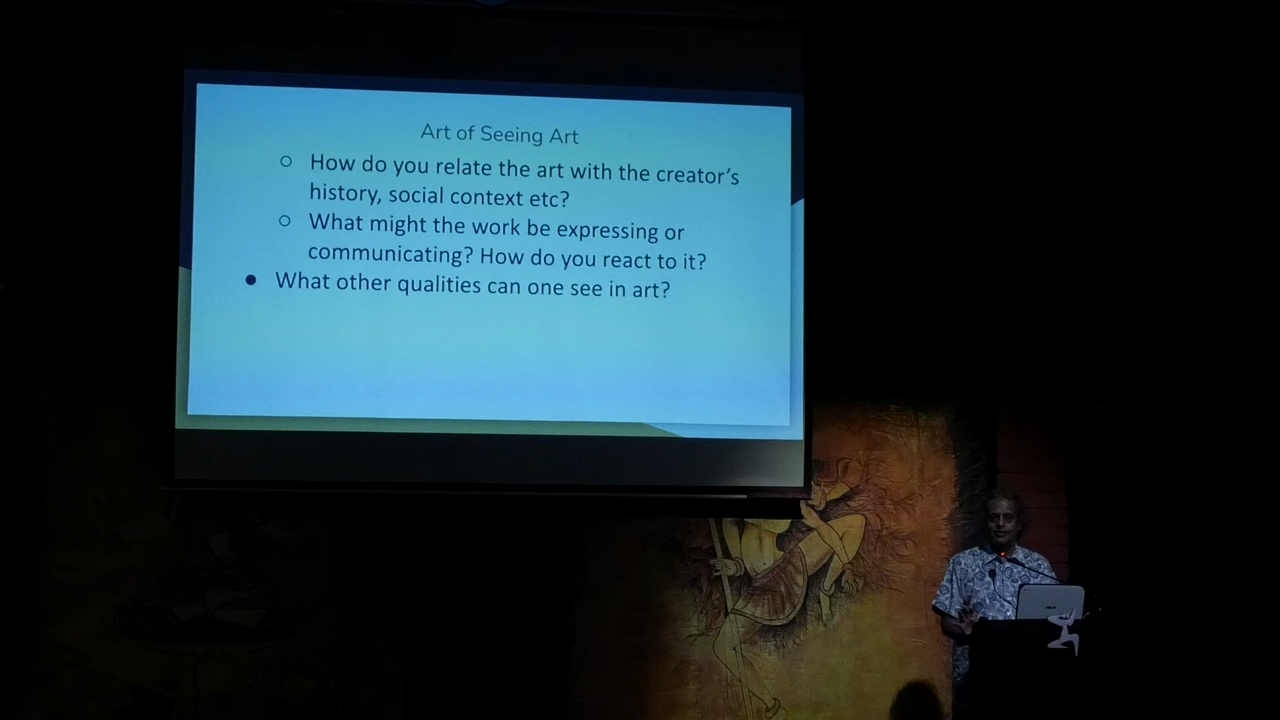 Art of Seeing Art
○ How do you relate the art with the creator's
history, social context etc?
○ What might the work be expressing or
communicating? How do you react to it?
● What other qualities can one see in art?